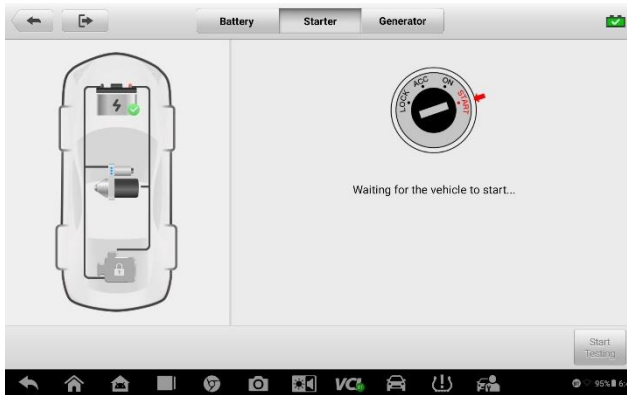 Battery
Starter
Generator
LOCK
ACC
ON
START
Waiting for the vehicle to start...
Start
Testing
VCI
95%